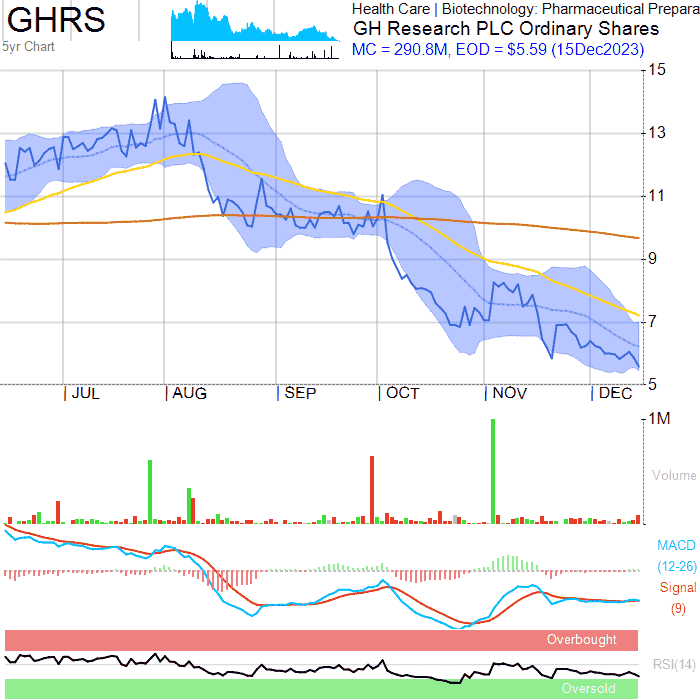 GHRS
5yr Chart
Health Care | Biotechnology: Pharmaceutical Prepara
GH Research PLC Ordinary Shares
MC = 290.8M, EOD = $5.59 (15Dec2023)
15
13
11
9
7
5
JUL AUG SEP OCT NOV DEC
1M
Volume
MACD
(12-26)
Signal
(9)
Overbought
RSI(14)
Oversold